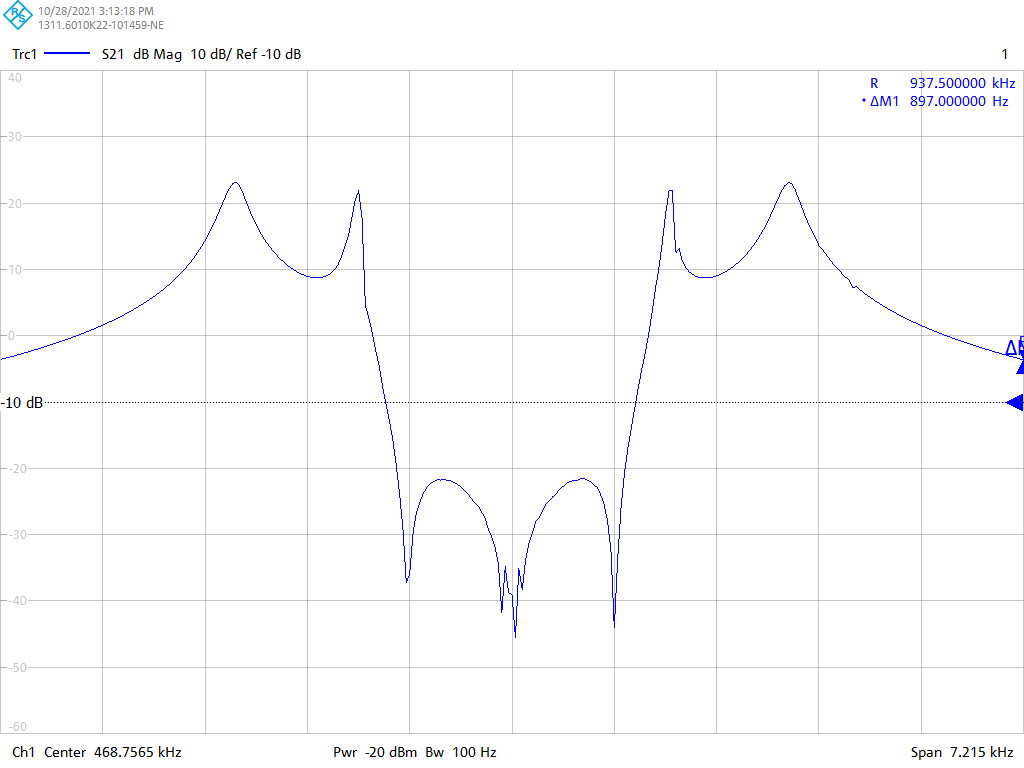 R&S
10/28/2021 3:13:18 PM
1311.6010K22-101459-NE
Trc1 S21 dB Mag 10 dB/ Ref -10 dB 1
40
R 937.500000 kHz
• ΔM1 897.000000 Hz
30
20
10
0
-10 dB
-20
-30
-40
-50
-60
Ch1 Center 468.7565 kHz Pwr -20 dBm Bw 100 Hz Span 7.215 kHz